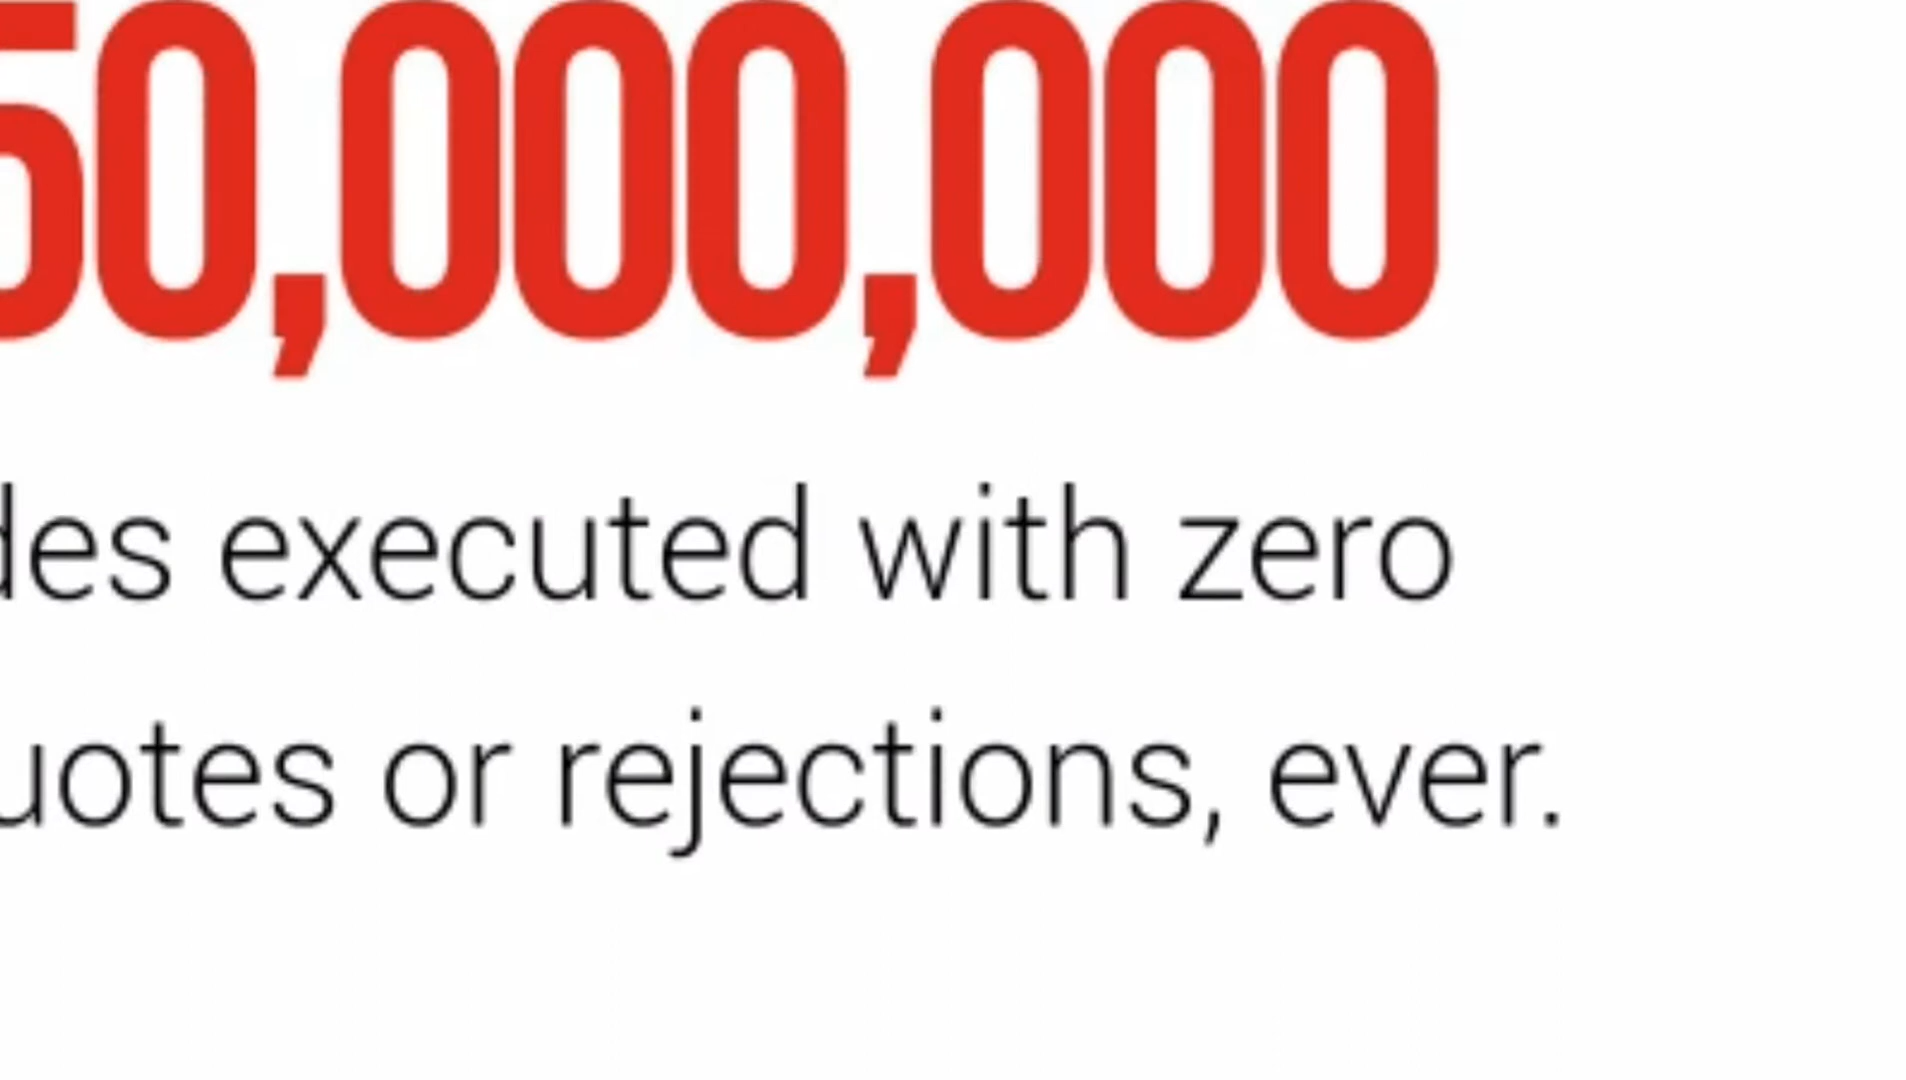 50,000,000
des executed with zero
uotes or rejections, ever.